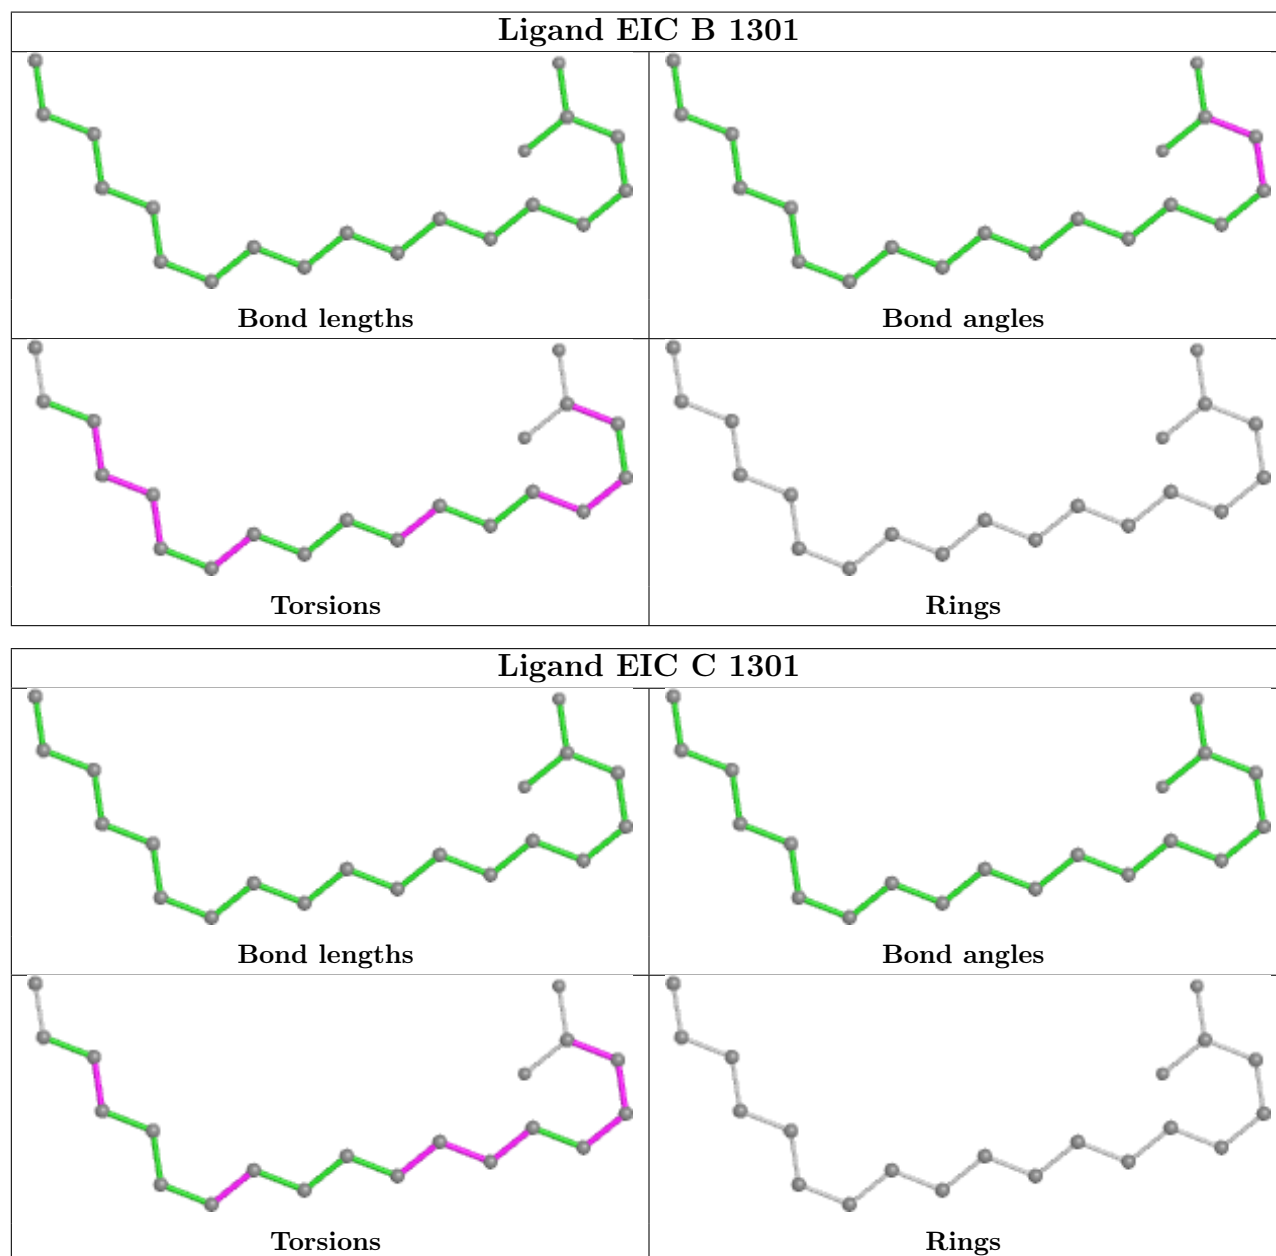 Ligand EIC B 1301
Bond lengths
Bond angles
Torsions
Rings
Ligand EIC C 1301
Bond lengths
Bond angles
Torsions
Rings